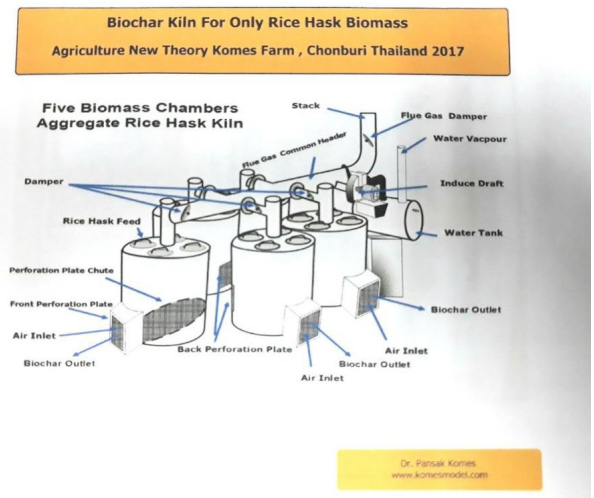 Biochar Kiln For Only Rice Hask Biomass
Agriculture New Theory Komes Farm , Chonburi Thailand 2017
Five Biomass Chambers
Aggregate Rice Hask Kiln
Stack
Flue Gas Damper
Flue Gas Common Header
Water Vacpour
Damper
Induce Draft
Rice Hask Feed
Water Tank
Perforation Plate Chute
Front Perforation Plate
Biochar Outlet
Air Inlet
Back Perforation Plate
Air Inlet
Biochar Outlet
Biochar Outlet
Air Inlet
Dr. Pansak Komes
www.komesmodel.com